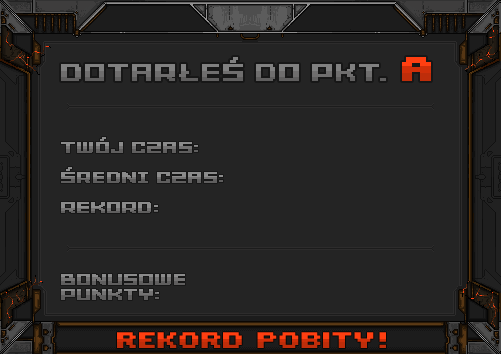 DOTARŁEŚ DO PKT. A
TWÓJ CZAS:
ŚREDNI CZAS:
REKORD:
BONUSOWE
PUNKTY:
REKORD POBITY!